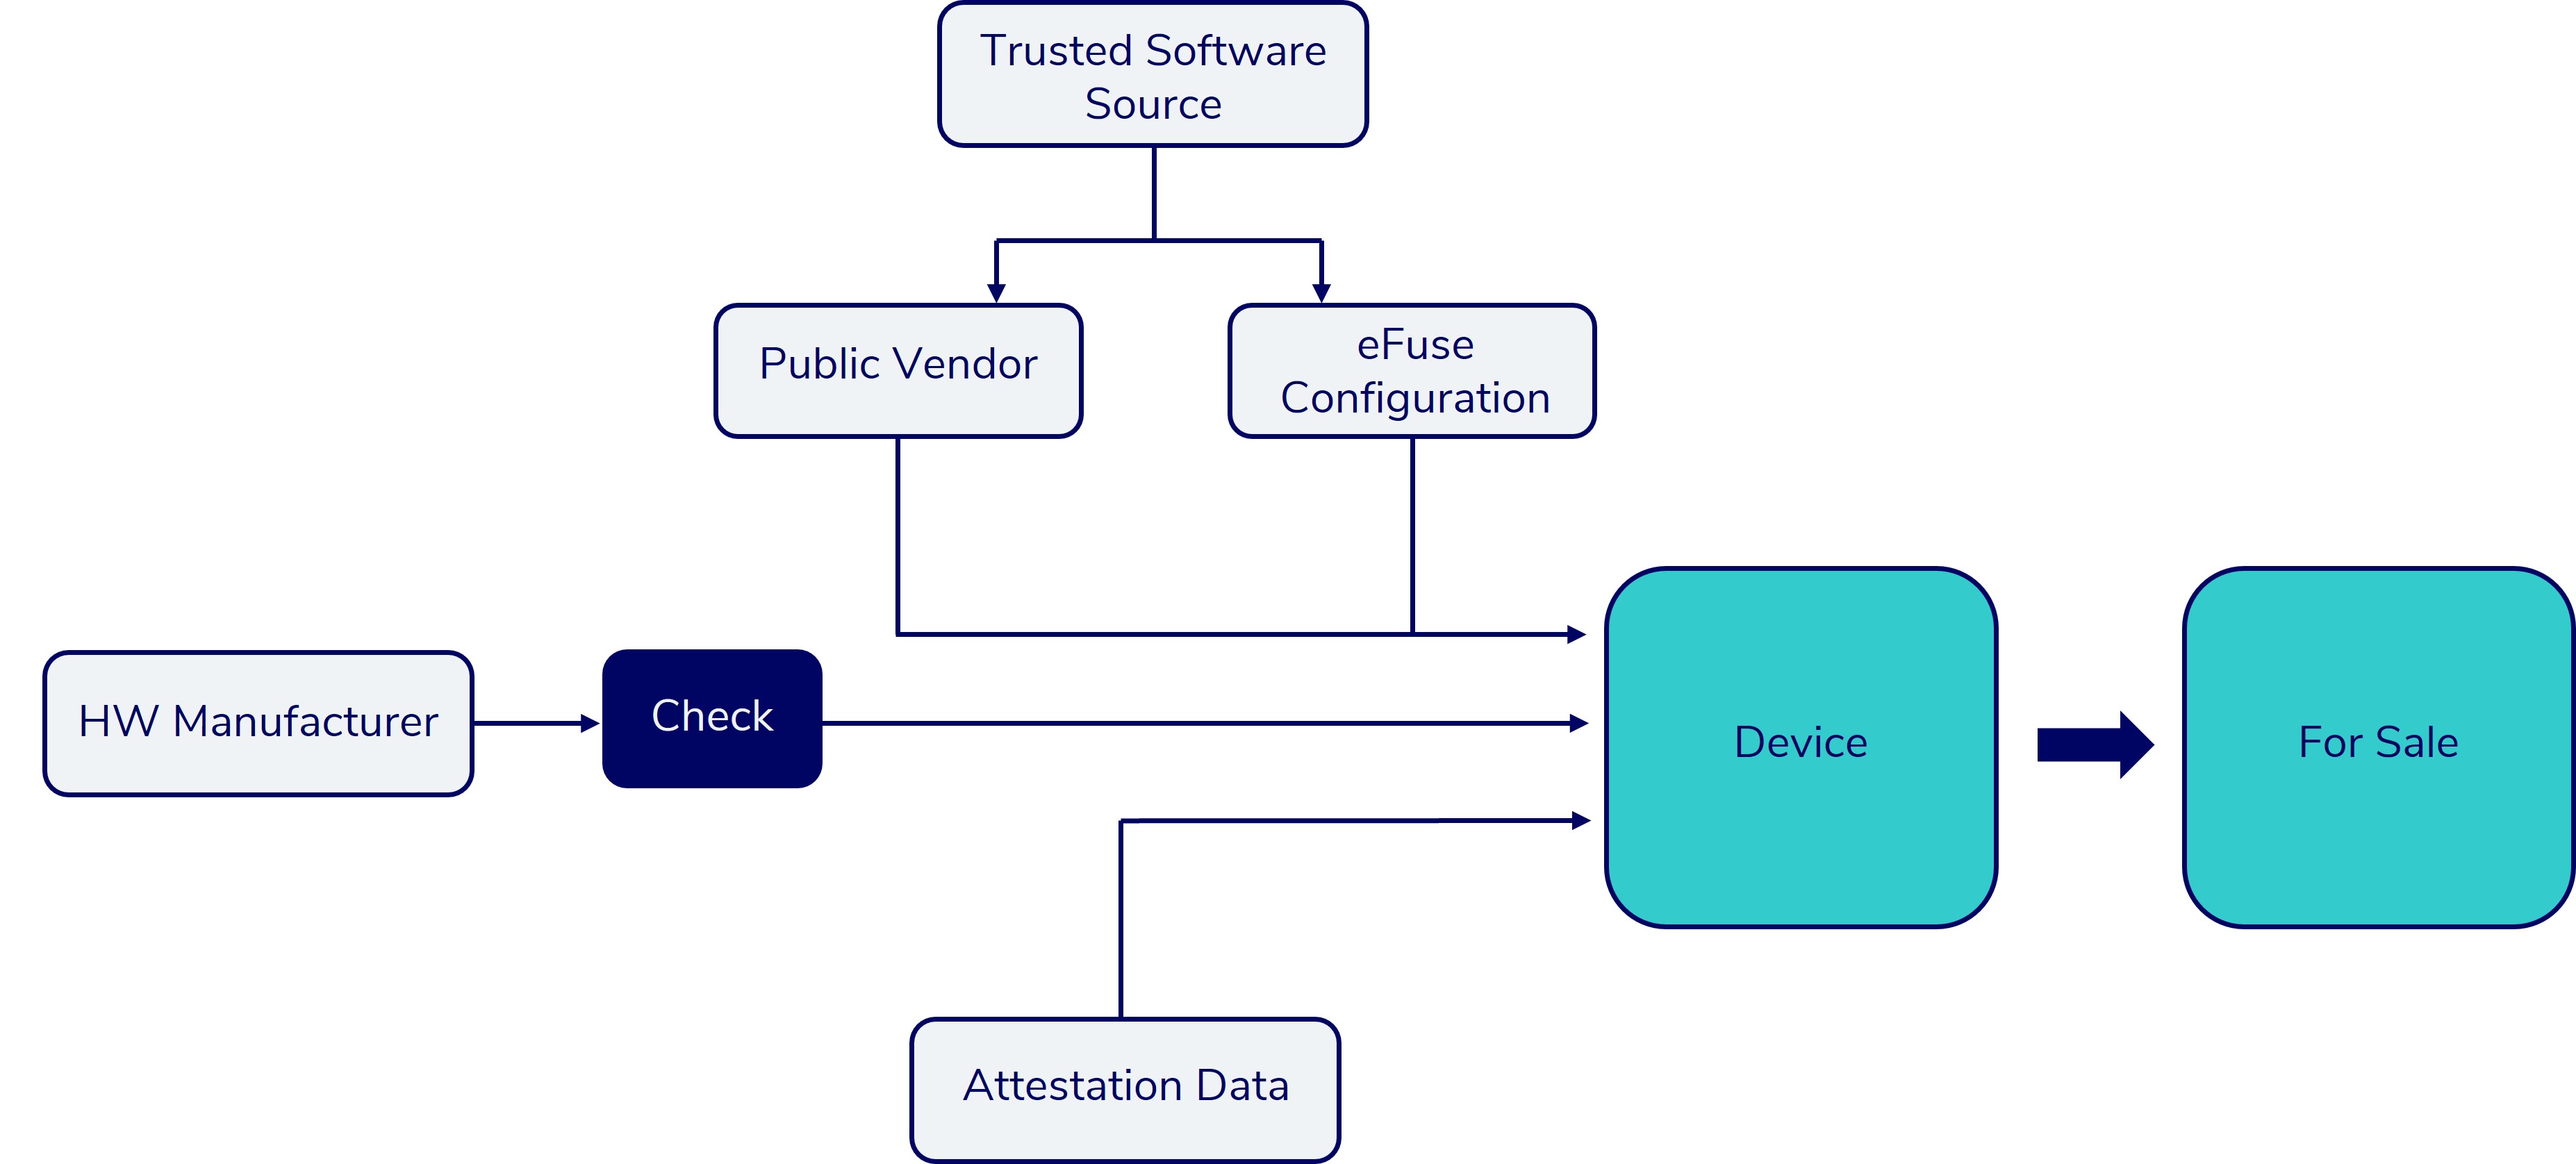 Trusted Software
Source
Public Vendor
eFuse
Configuration
HW Manufacturer
Check
Device
For Sale
Attestation Data